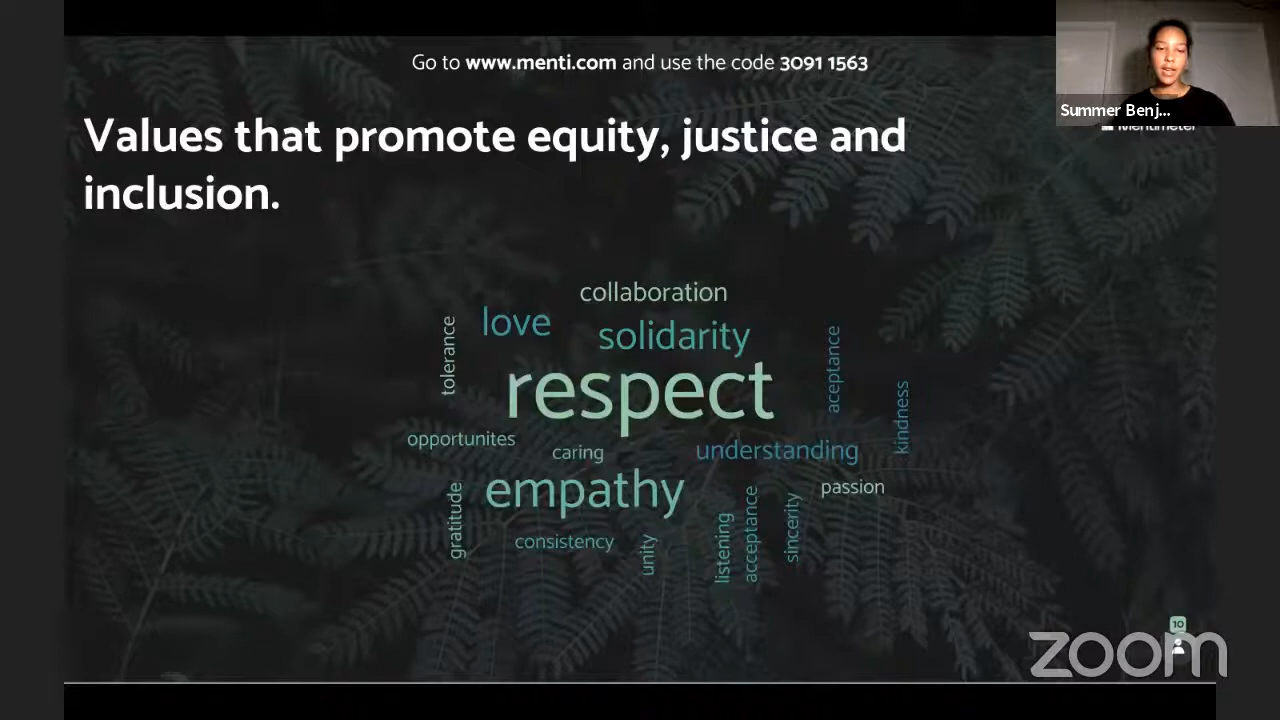 Go to www.menti.com and use the code 3091 1563
Summer Benj...
Mentimeter
Values that promote equity, justice and
inclusion.
collaboration
love
solidarity
tolerance
aceptance
respect
kindness
opportunites
caring
understanding
empathy
passion
gratitude
consistency
unity
listening
acceptance
sincerity
10
zoom